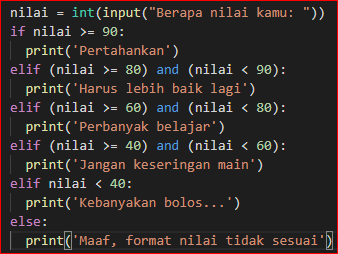 nilai = int(input("Berapa nilai kamu: "))
if nilai >= 90:
  print('Pertahankan')
elif (nilai >= 80) and (nilai < 90):
  print('Harus lebih baik lagi')
elif (nilai >= 60) and (nilai < 80):
  print('Perbanyak belajar')
elif (nilai >= 40) and (nilai < 60):
  print('Jangan keseringan main')
elif nilai < 40:
  print('Kebanyakan bolos...')
else:
  print('Maaf, format nilai tidak sesuai')